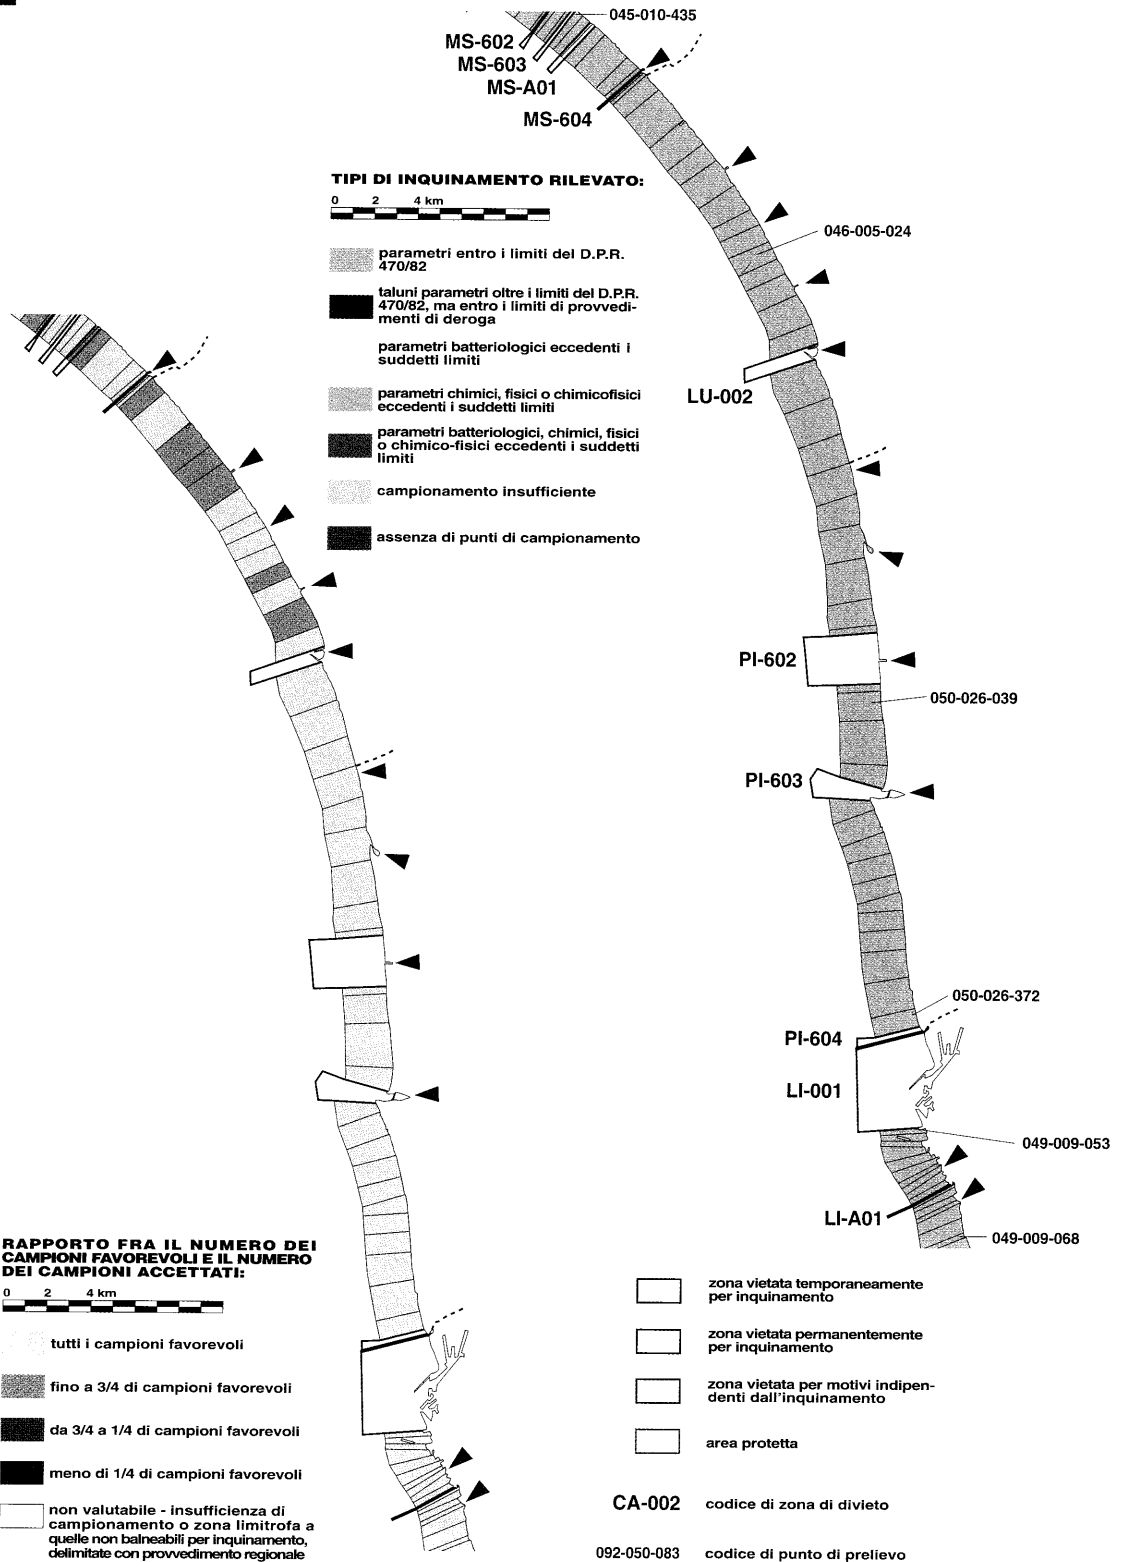 045-010-435
MS-602
MS-603
MS-A01
MS-604
TIPI DI INQUINAMENTO RILEVATO:
0 2 4 km
046-005-024
parametri entro i limiti del D.P.R.
470/82
taluni parametri oltre i limiti del D.P.R.
470/82, ma entro i limiti di provvedi-
menti di deroga
parametri batteriologici eccedenti i
suddetti limiti
parametri chimici, fisici o chimicofisici
eccedenti i suddetti limiti
parametri batteriologici, chimici, fisici
o chimico-fisici eccedenti i suddetti
limiti
campionamento insufficiente
assenza di punti di campionamento
LU-002
PI-602
050-026-039
PI-603
050-026-372
PI-604
LI-001
049-009-053
LI-A01
049-009-068
RAPPORTO FRA IL NUMERO DEI
CAMPIONI FAVOREVOLI E IL NUMERO
DEI CAMPIONI ACCETTATI:
0 2 4 km
tutti i campioni favorevoli
fino a 3/4 di campioni favorevoli
da 3/4 a 1/4 di campioni favorevoli
meno di 1/4 di campioni favorevoli
non valutabile - insufficienza di
campionamento o zona limitrofa a
quelle non balneabili per inquinamento,
delimitate con provvedimento regionale
zona vietata temporaneamente
per inquinamento
zona vietata permanentemente
per inquinamento
zona vietata per motivi indipen-
denti dall'inquinamento
area protetta
CA-002 codice di zona di divieto
092-050-083 codice di punto di prelievo